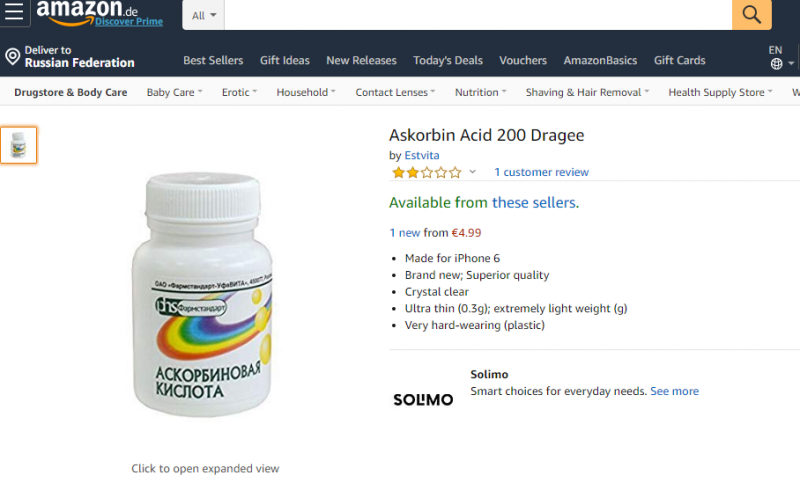 amazon.de
Discover Prime
All
Deliver to
Russian Federation
Best Sellers Gift Ideas New Releases Today's Deals Vouchers AmazonBasics Gift Cards
EN
Drugstore & Body Care Baby Care Erotic Household Contact Lenses Nutrition Shaving & Hair Removal Health Supply Store W
Askorbin Acid 200 Dragee
by Estvita
1 customer review
Available from these sellers.
1 new from €4.99
• Made for iPhone 6
• Brand new; Superior quality
• Crystal clear
• Ultra thin (0.3g); extremely light weight (g)
• Very hard-wearing (plastic)
Solimo
Smart choices for everyday needs. See more
SOLIMO
ОАО «Фармстандарт-УфаВИТА»,
Фармстандарт
АСКОРБИНОВАЯ
КИСЛОТА
Click to open expanded view